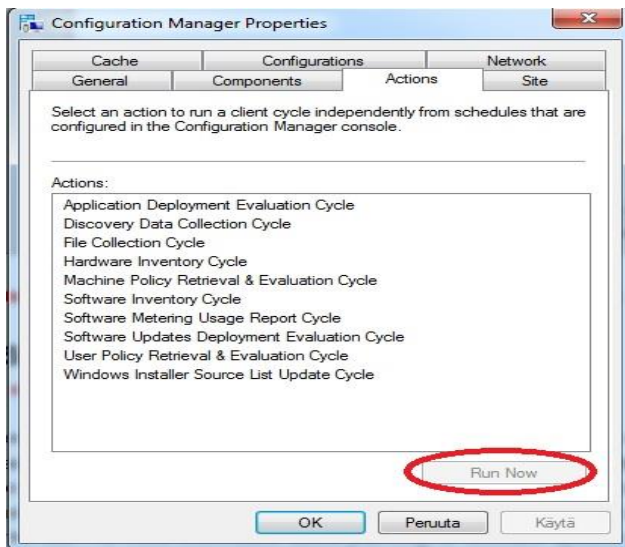 Configuration Manager Properties
Cache
Configurations
Network
General
Components
Actions
Site
Select an action to run a client cycle independently from schedules that are
configured in the Configuration Manager console.
Actions:
Application Deployment Evaluation Cycle
Discovery Data Collection Cycle
File Collection Cycle
Hardware Inventory Cycle
Machine Policy Retrieval & Evaluation Cycle
Software Inventory Cycle
Software Metering Usage Report Cycle
Software Updates Deployment Evaluation Cycle
User Policy Retrieval & Evaluation Cycle
Windows Installer Source List Update Cycle
Run Now
OK
Peruuta
Käytä